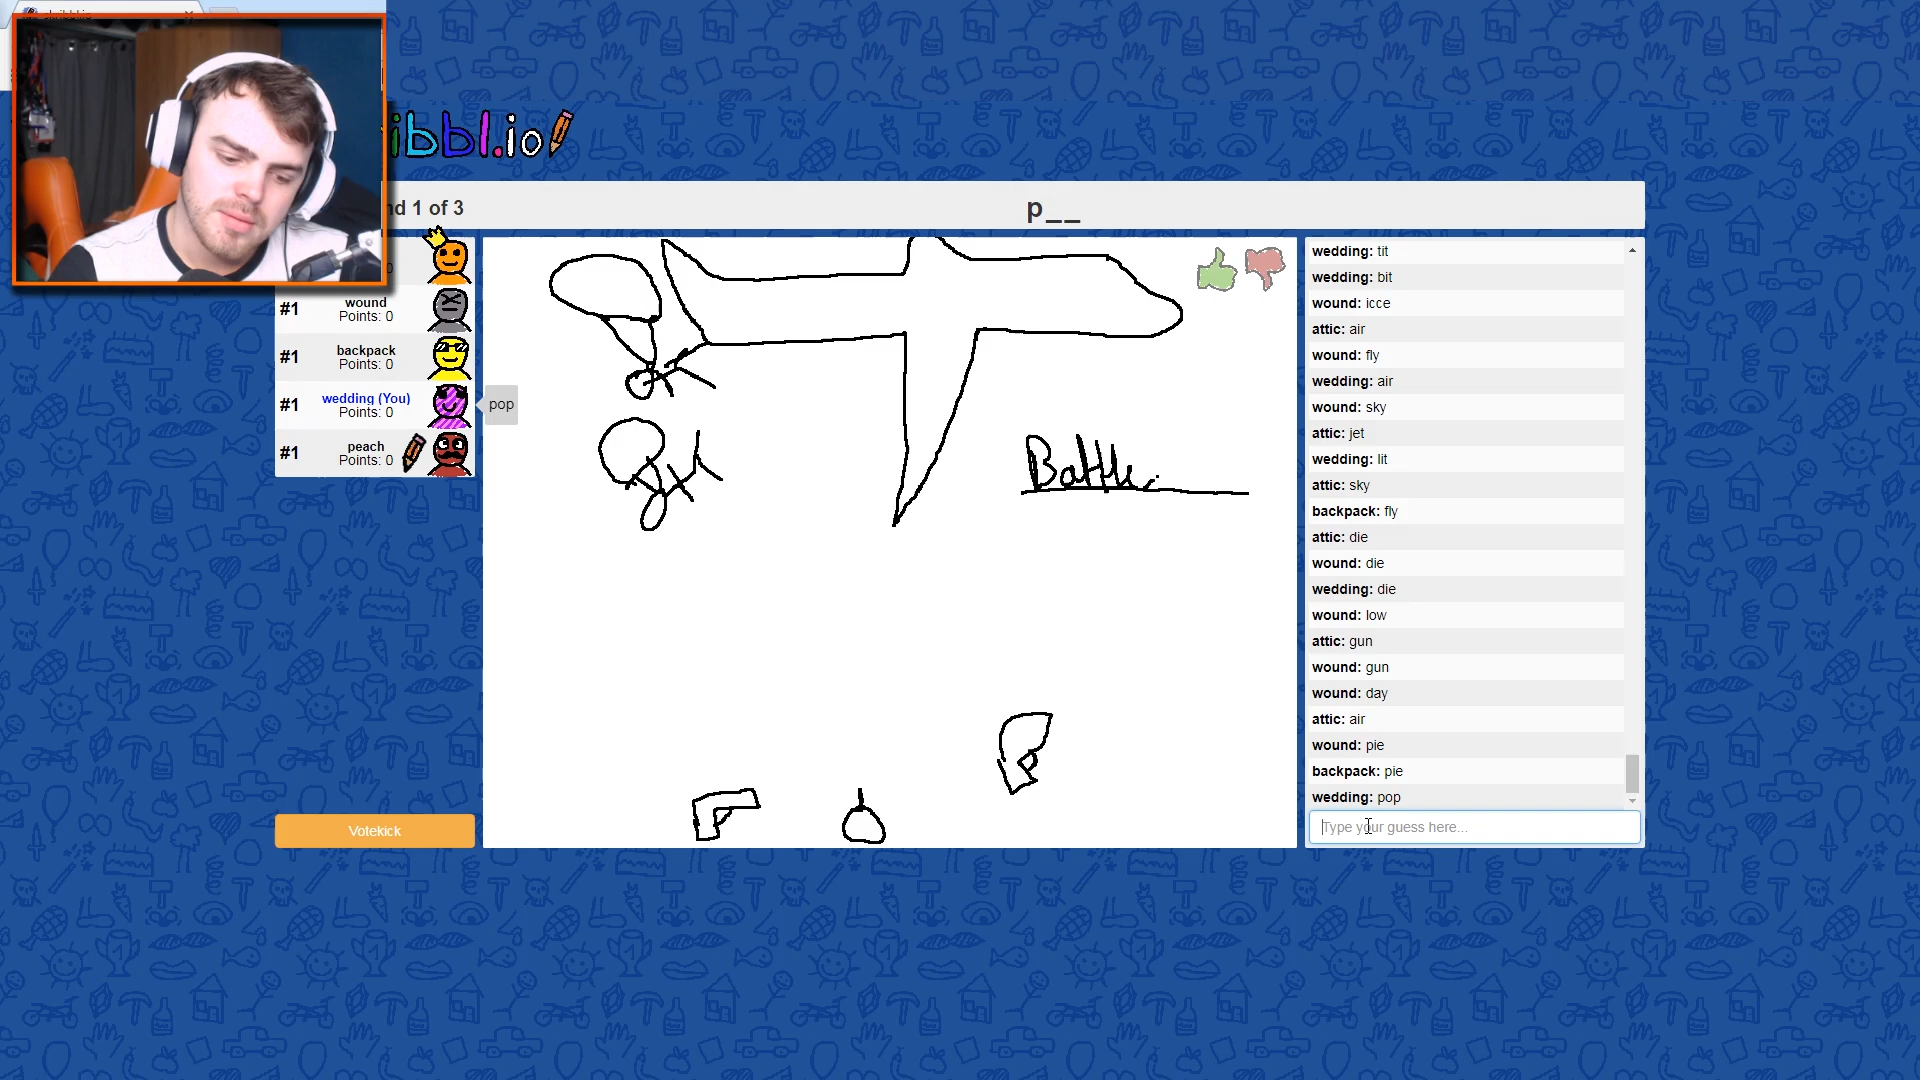 ibbl.io
nd 1 of 3
p__
#1
wound
Points: 0
#1
backpack
Points: 0
#1
wedding (You)
Points: 0
pop
#1
peach
Points: 0
Votekick
Battle
wedding: tit
wedding: bit
wound: icce
attic: air
wound: fly
wedding: air
wound: sky
attic: jet
wedding: lit
attic: sky
backpack: fly
attic: die
wound: die
wedding: die
wound: low
attic: gun
wound: gun
wound: day
attic: air
wound: pie
backpack: pie
wedding: pop
Type your guess here...